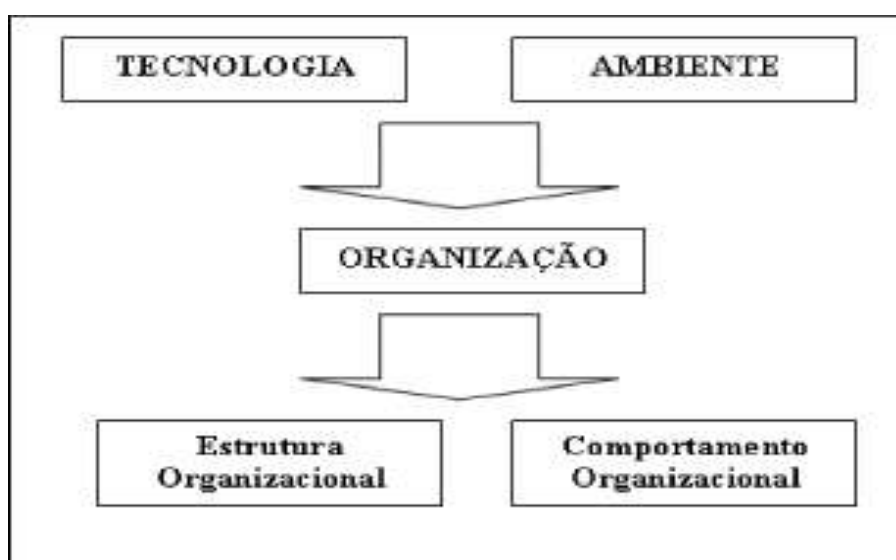 TECNOLOGIA
AMBIENTE
ORGANIZAÇÃO
Estrutura
Organizacional
Comportamento
Organizacional